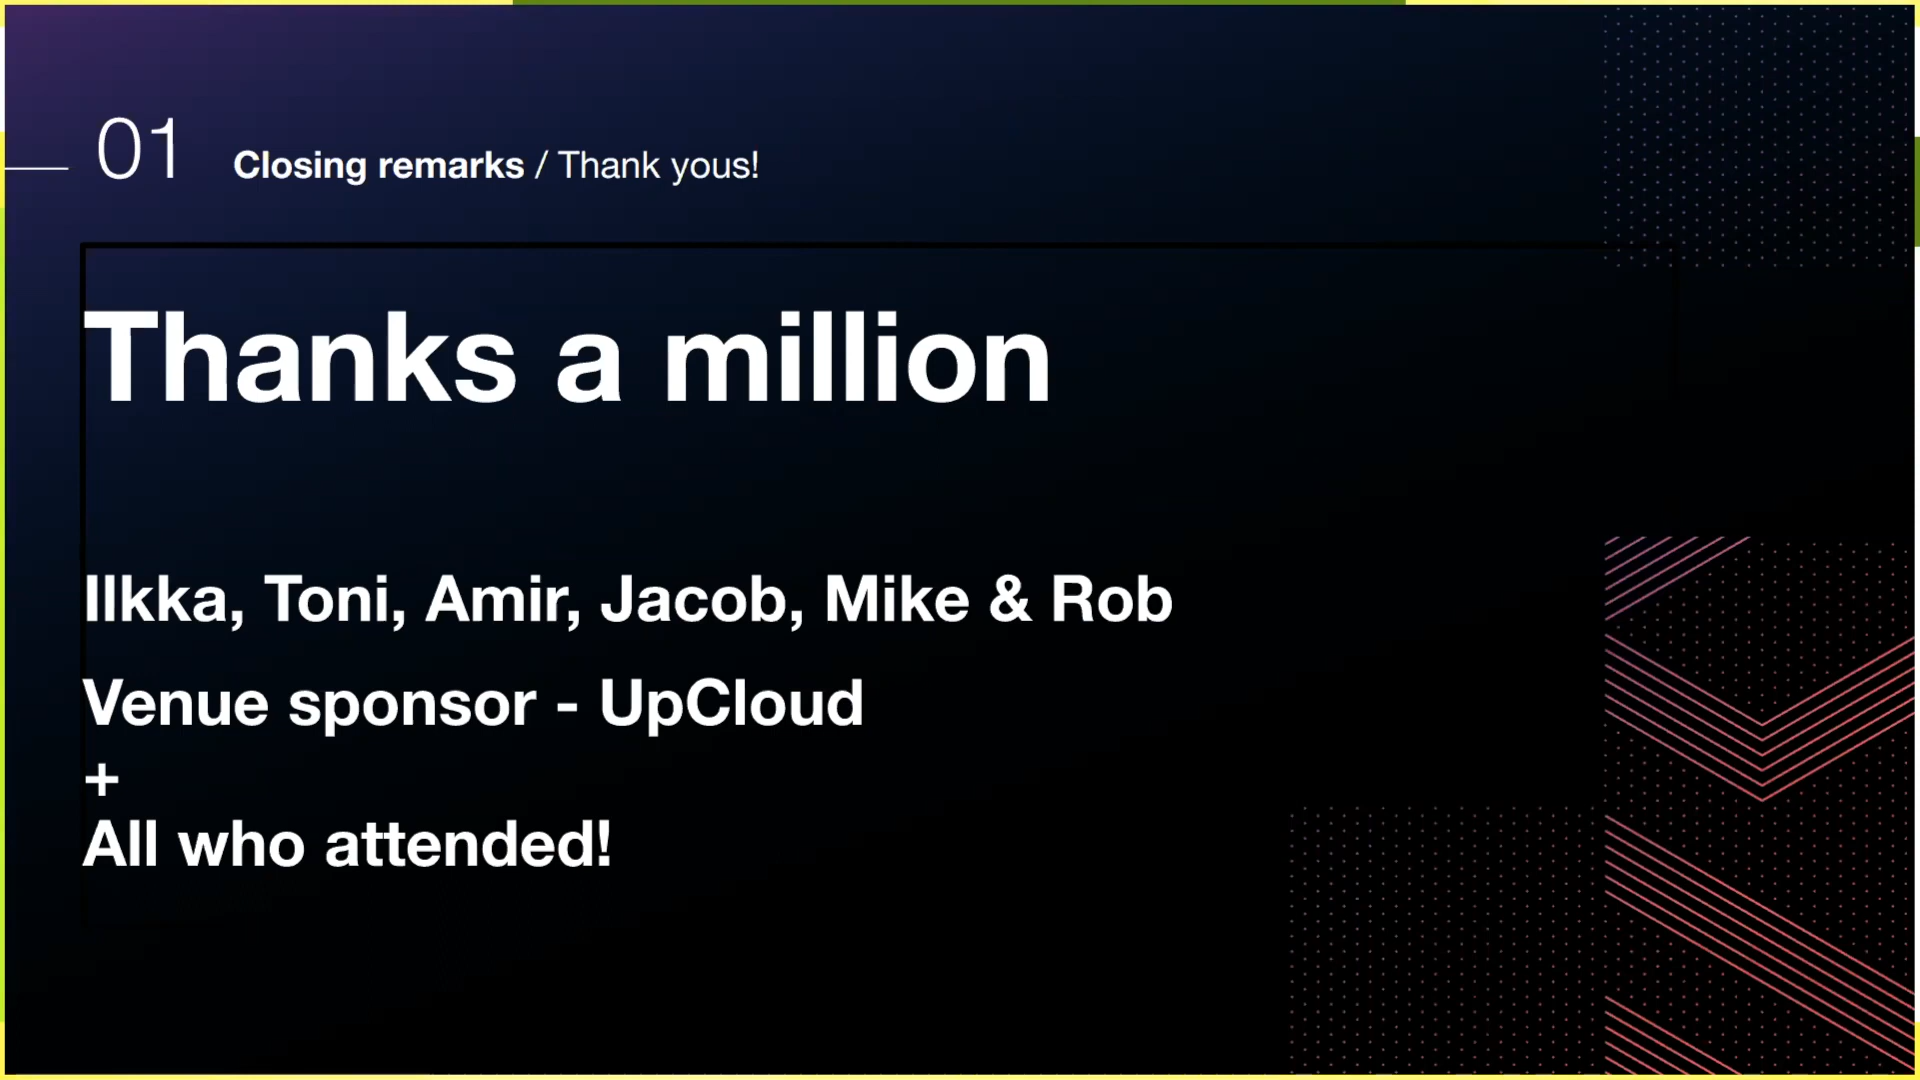 01
Closing remarks / Thank yous!
Thanks a million
Ilkka, Toni, Amir, Jacob, Mike & Rob
Venue sponsor - UpCloud
+
All who attended!